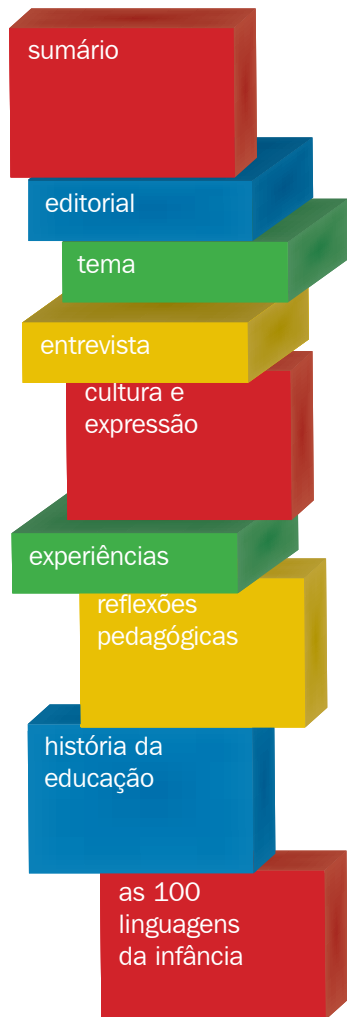 sumário
editorial
tema
entrevista
cultura e
expressão
experiências
reflexões
pedagógicas
história da
educação
as 100
linguagens
da infância